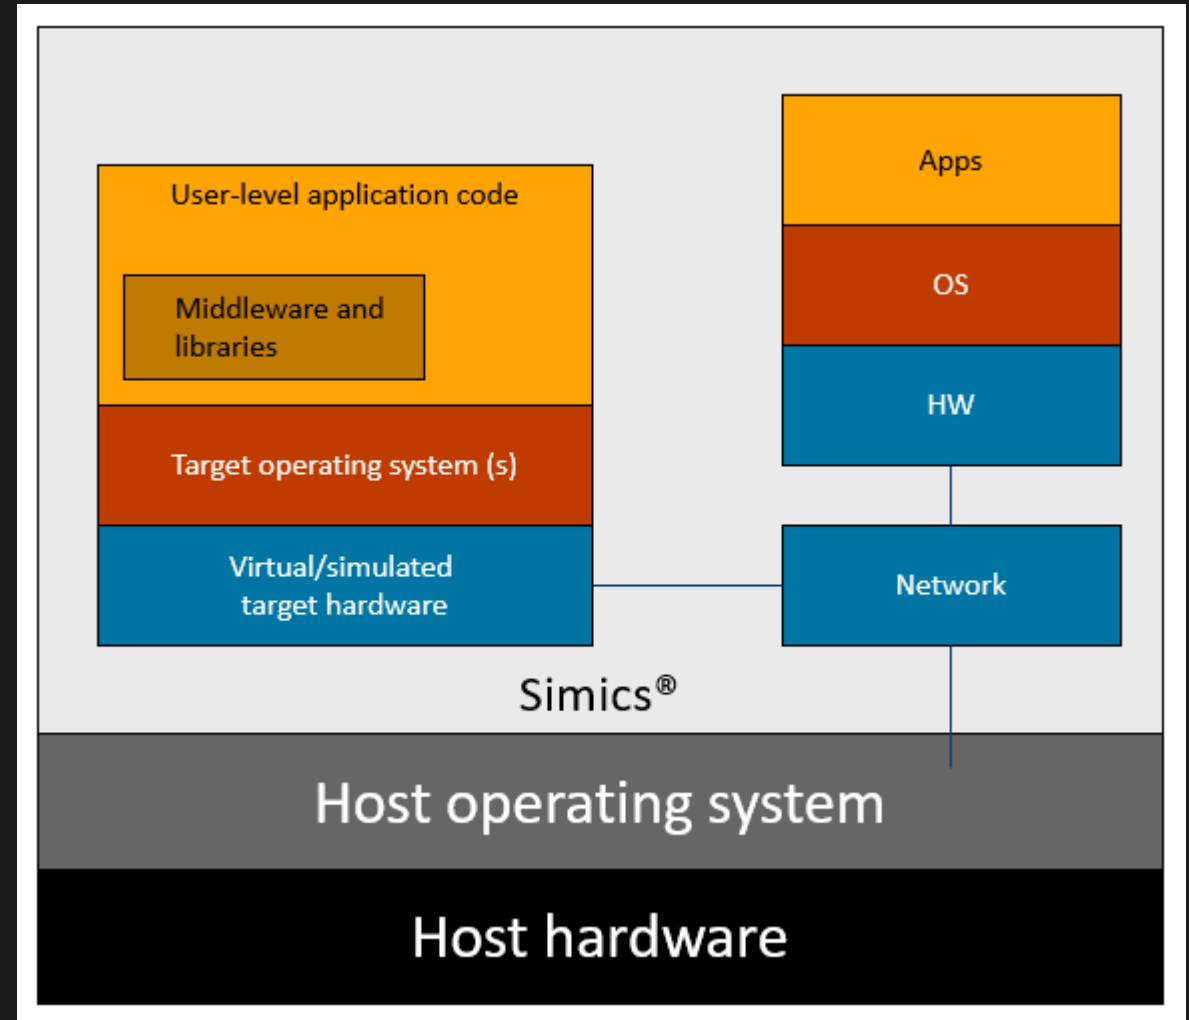 User-level application code
Middleware and
libraries
Target operating system (s)
Virtual/simulated
target hardware
Apps
OS
HW
Network
Simics®
Host operating system
Host hardware